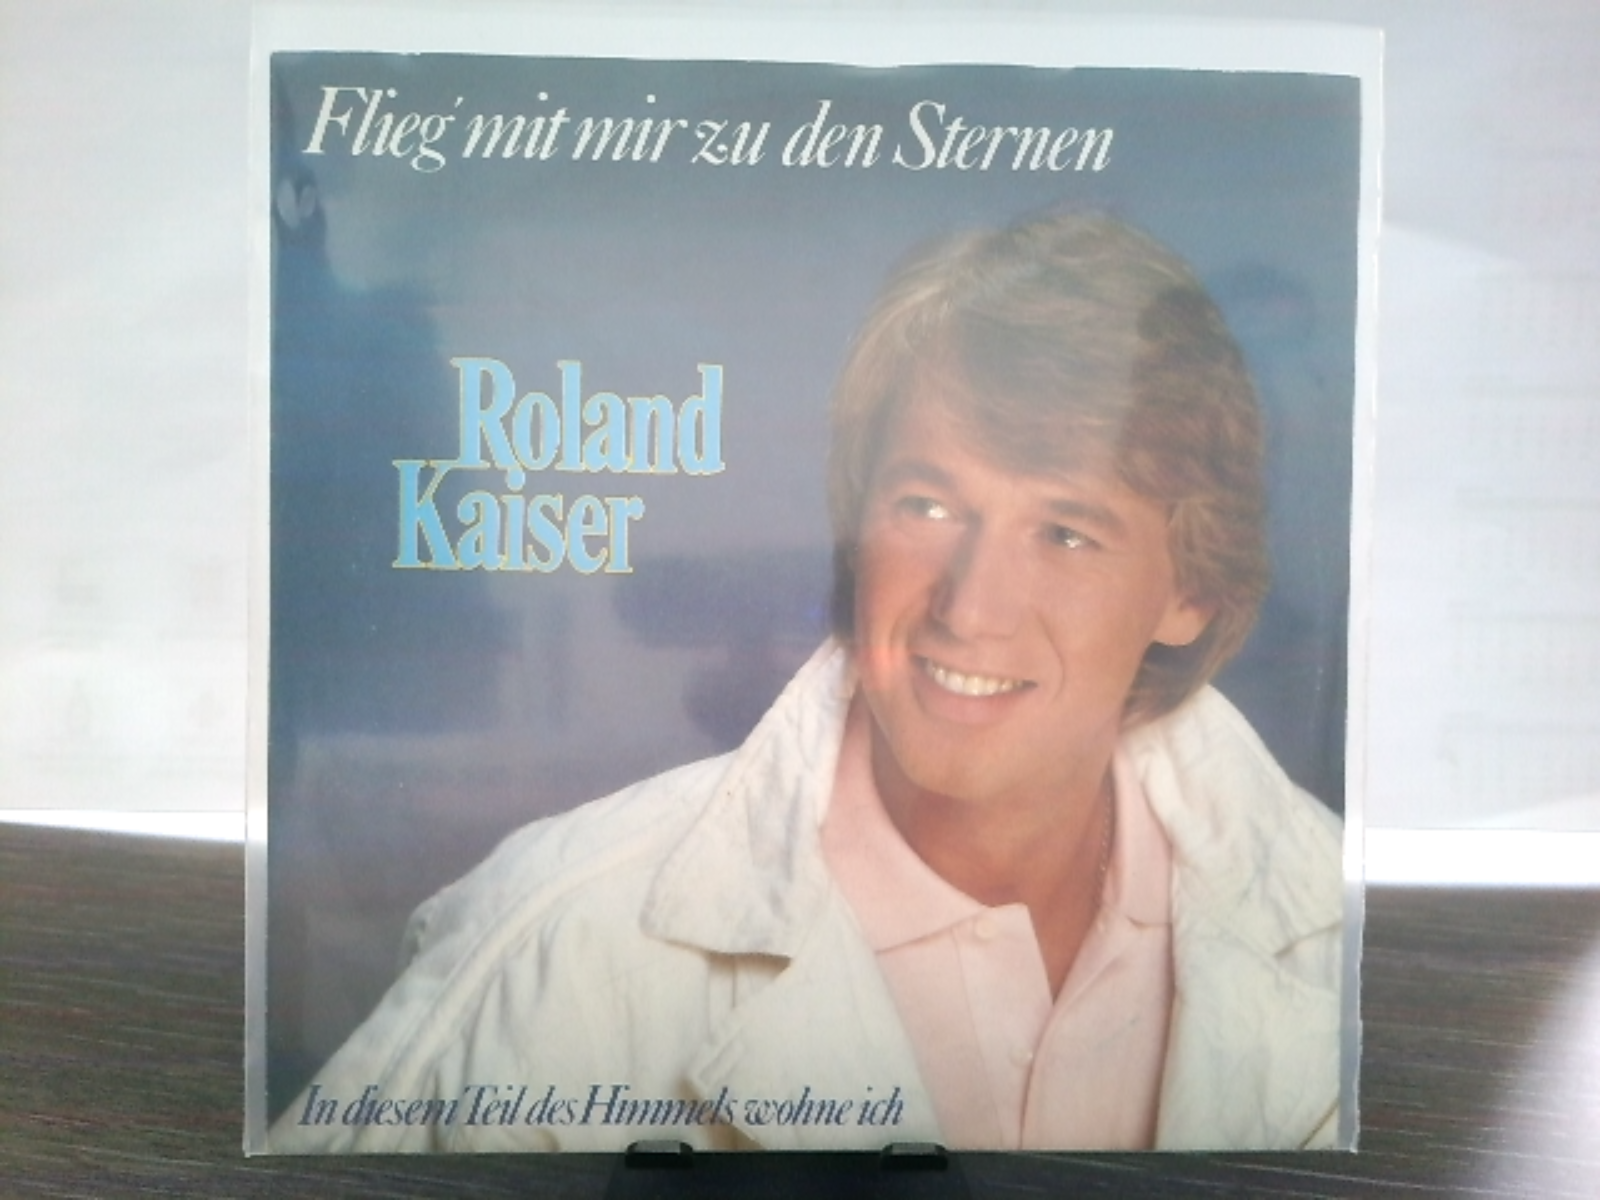 Flieg' mit mir zu den Sternen
Roland
Kaiser
In diesem Teil des Himmels wohne ich